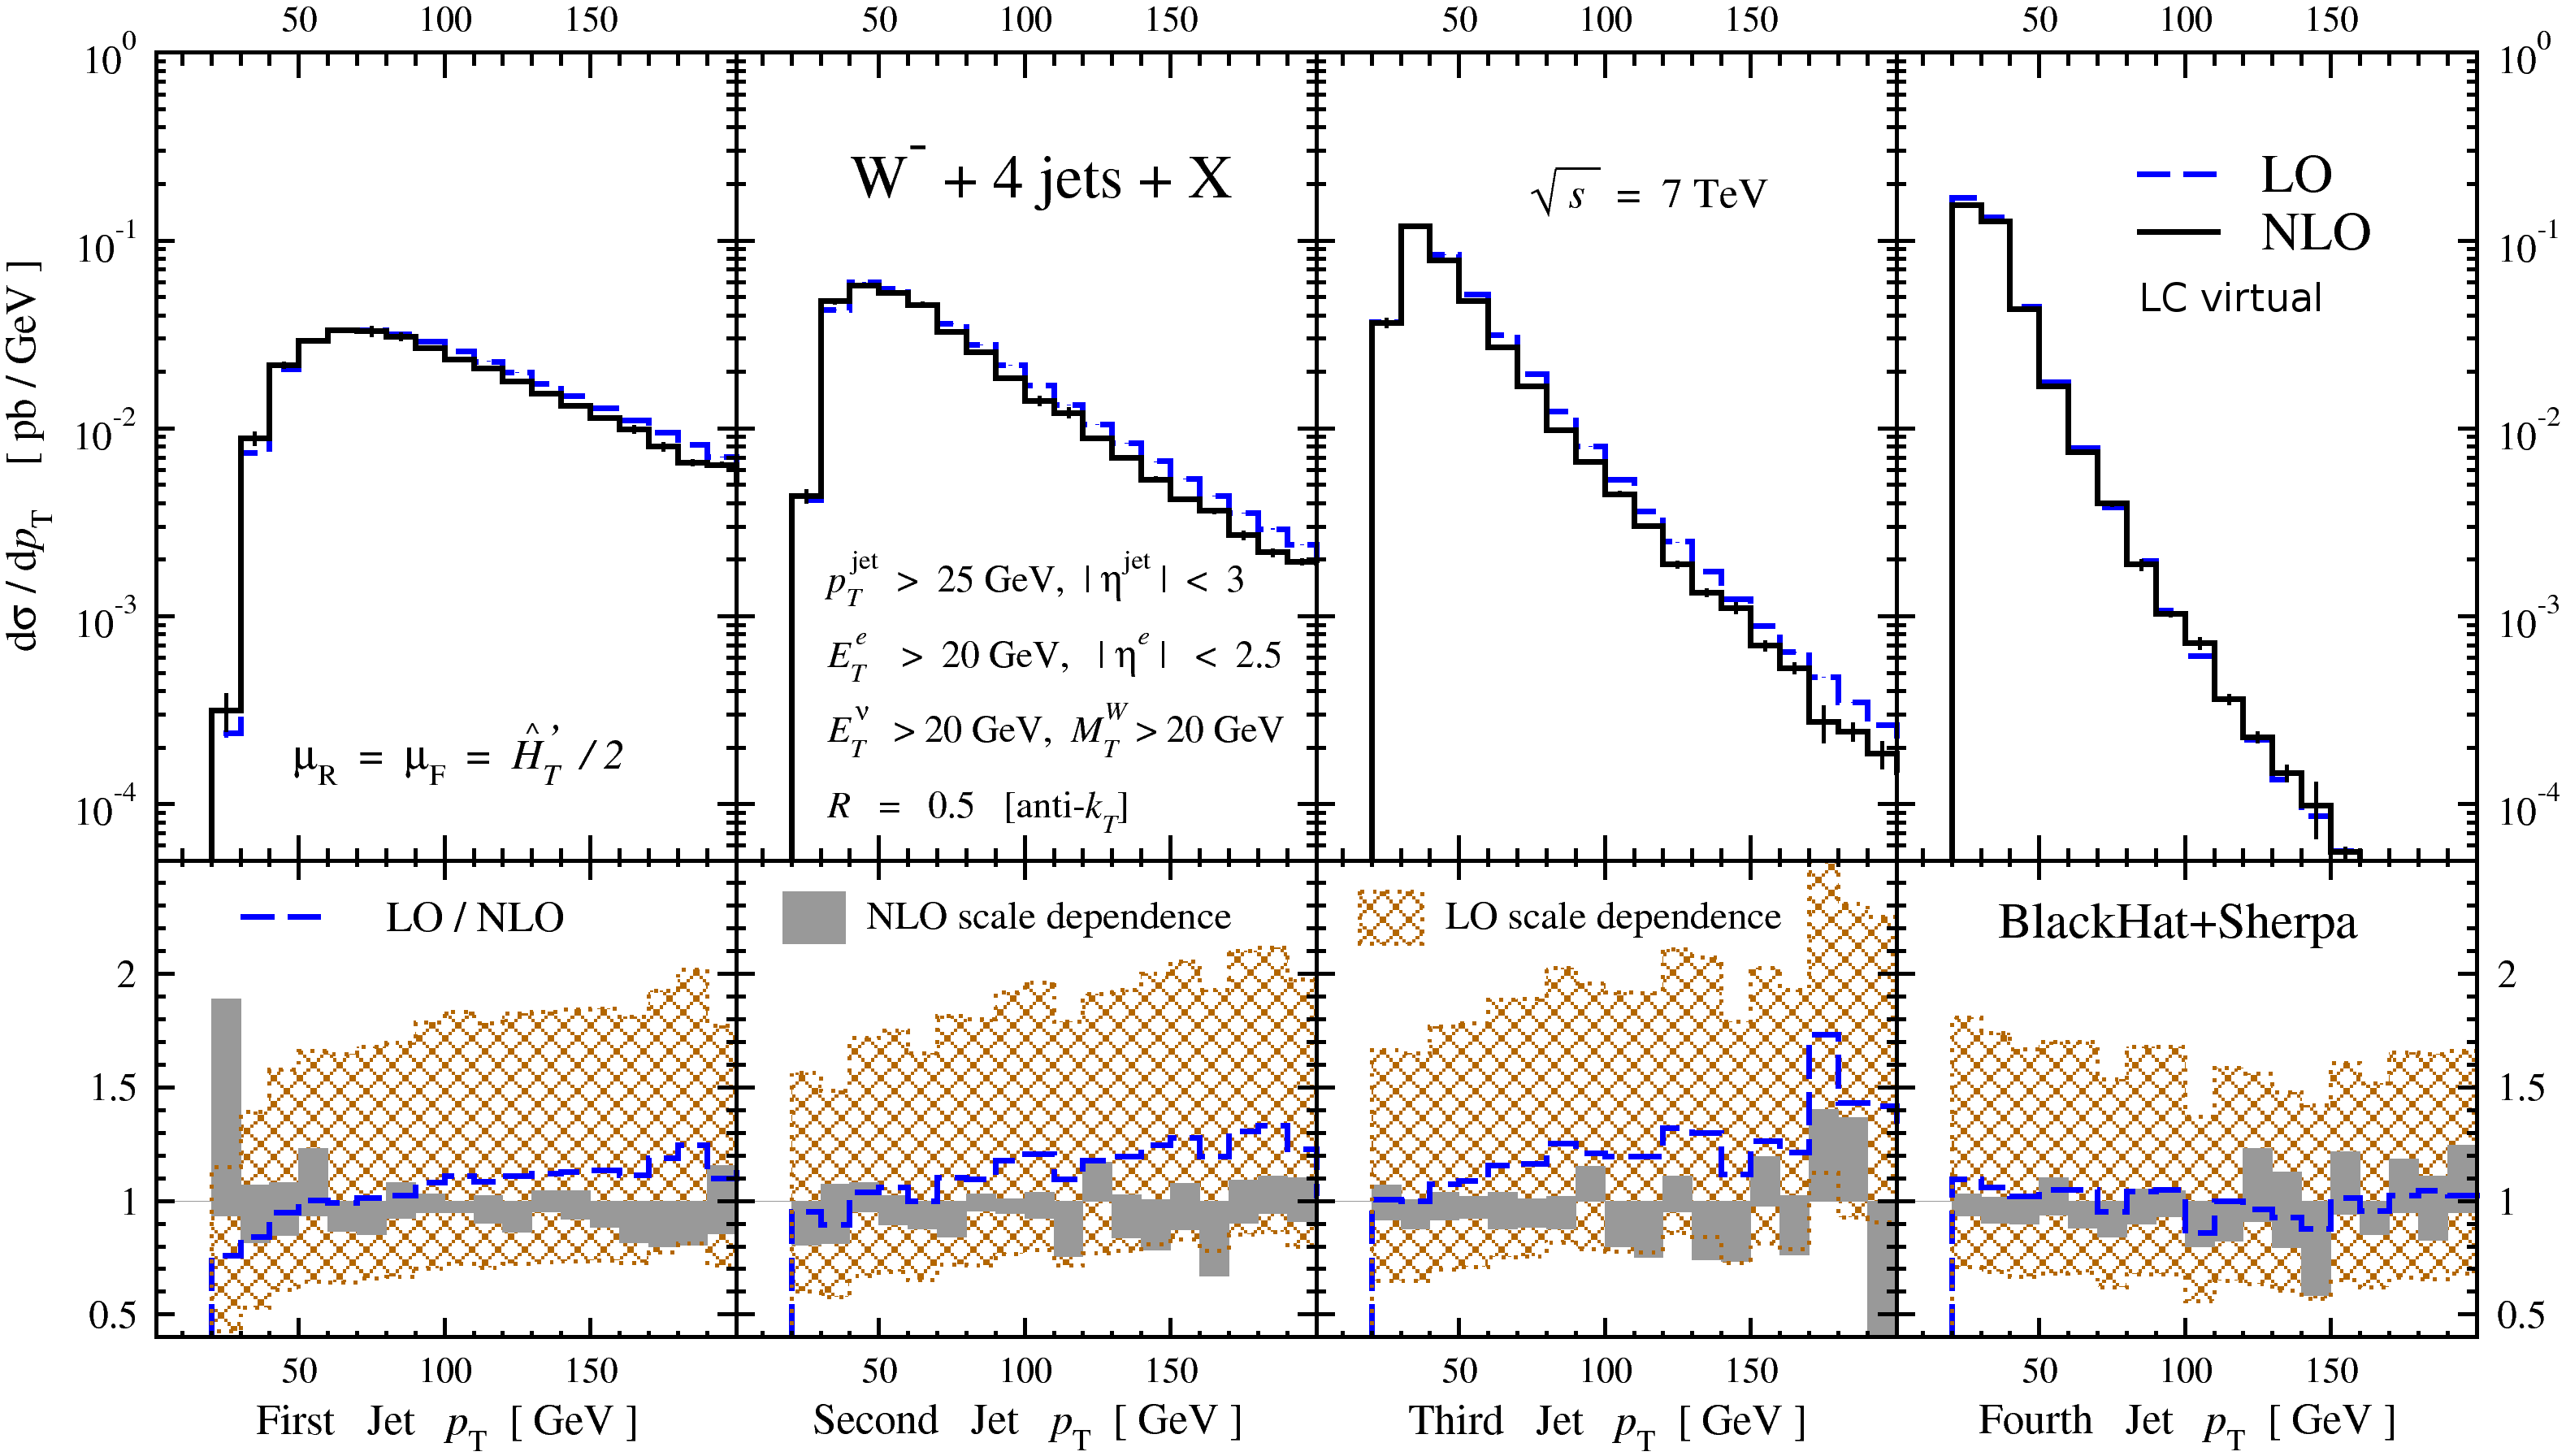 50 100 150 50 100 150 50 100 150 50 100 150
10^0 10^0
W^- + 4 jets + X
√s = 7 TeV
LO
NLO
LC virtual
10^-1 10^-1
10^-2 10^-2
10^-3 10^-3
10^-4 10^-4
dσ / dp_T [ pb / GeV ]
μ_R = μ_F = Ĥ_T' / 2
p_T^jet > 25 GeV, | η^jet | < 3
E_T^e > 20 GeV, | η^e | < 2.5
E_T^ν > 20 GeV, M_T^W > 20 GeV
R = 0.5 [anti-k_T]
LO / NLO
NLO scale dependence
LO scale dependence
BlackHat+Sherpa
2 2
1.5 1.5
1 1
0.5 0.5
50 100 150 50 100 150 50 100 150 50 100 150
First Jet p_T [ GeV ]
Second Jet p_T [ GeV ]
Third Jet p_T [ GeV ]
Fourth Jet p_T [ GeV ]